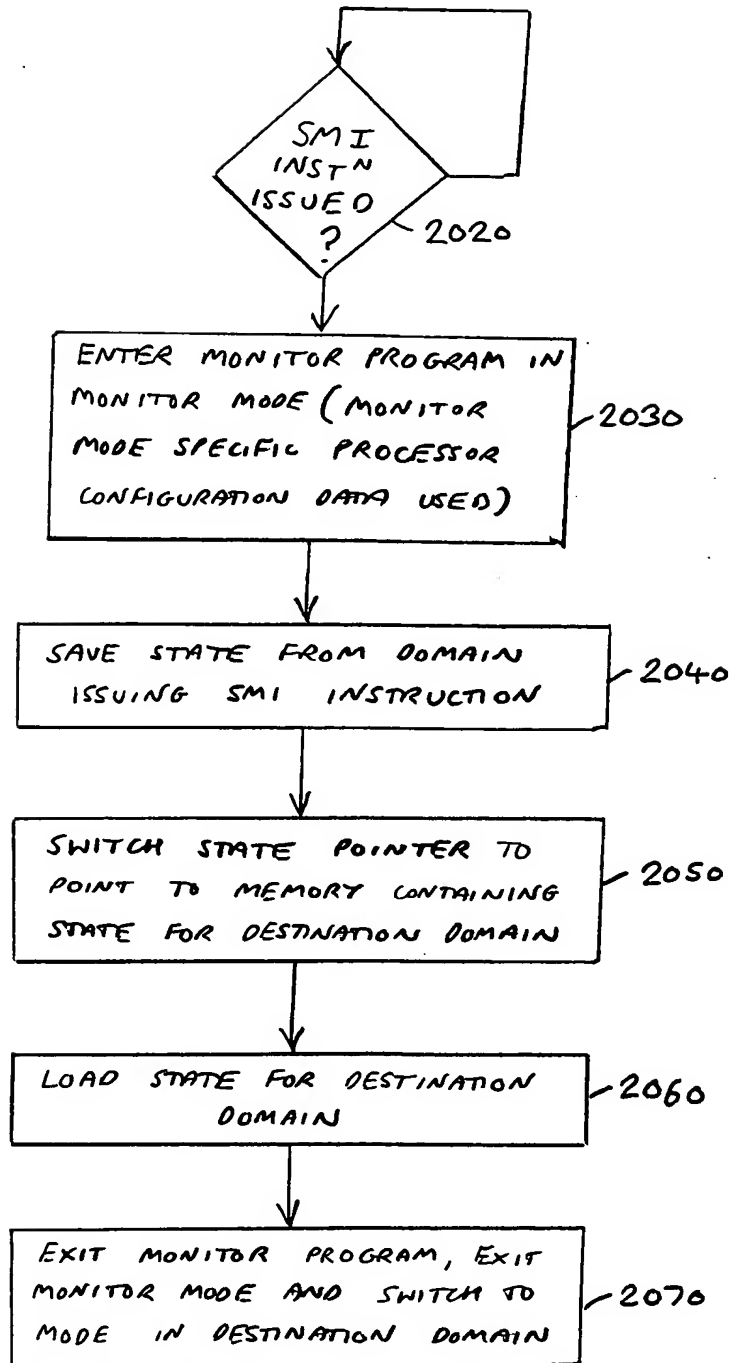 SMI
INSTN
ISSUED
?
2020
ENTER MONITOR PROGRAM IN
MONITOR MODE (MONITOR
MODE SPECIFIC PROCESSOR
CONFIGURATION DATA USED)
2030
SAVE STATE FROM DOMAIN
ISSUING SMI INSTRUCTION
2040
SWITCH STATE POINTER TO
POINT TO MEMORY CONTAINING
STATE FOR DESTINATION DOMAIN
2050
LOAD STATE FOR DESTINATION
DOMAIN
2060
EXIT MONITOR PROGRAM, EXIT
MONITOR MODE AND SWITCH TO
MODE IN DESTINATION DOMAIN
2070